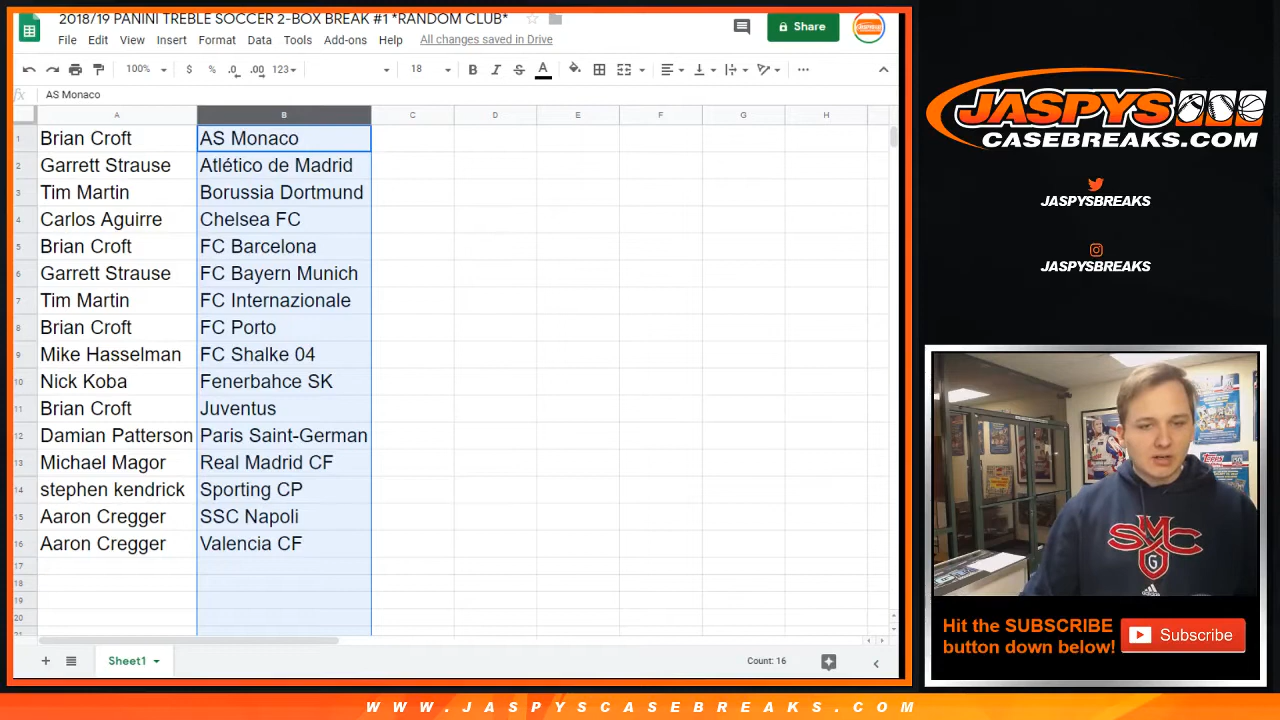 2018/19 PANINI TREBLE SOCCER 2-BOX BREAK #1 *RANDOM CLUB*
File Edit View Insert Format Data Tools Add-ons Help All changes saved in Drive
Share
100% $ % .0 .00 123 18 B I S A
fx AS Monaco
A B C D E F G H
1 Brian Croft AS Monaco
2 Garrett Strause Atlético de Madrid
3 Tim Martin Borussia Dortmund
4 Carlos Aguirre Chelsea FC
5 Brian Croft FC Barcelona
6 Garrett Strause FC Bayern Munich
7 Tim Martin FC Internazionale
8 Brian Croft FC Porto
9 Mike Hasselman FC Shalke 04
10 Nick Koba Fenerbahce SK
11 Brian Croft Juventus
12 Damian Patterson Paris Saint-German
13 Michael Magor Real Madrid CF
14 stephen kendrick Sporting CP
15 Aaron Cregger SSC Napoli
16 Aaron Cregger Valencia CF
17
18
19
20
Sheet1
Count: 16
JASPYS
CASEBREAKS.COM
JASPYSBREAKS
JASPYSBREAKS
SMC
G
adidas
Topps
Hit the SUBSCRIBE
button down below!
Subscribe
WWW.JASPYSCASEBREAKS.COM